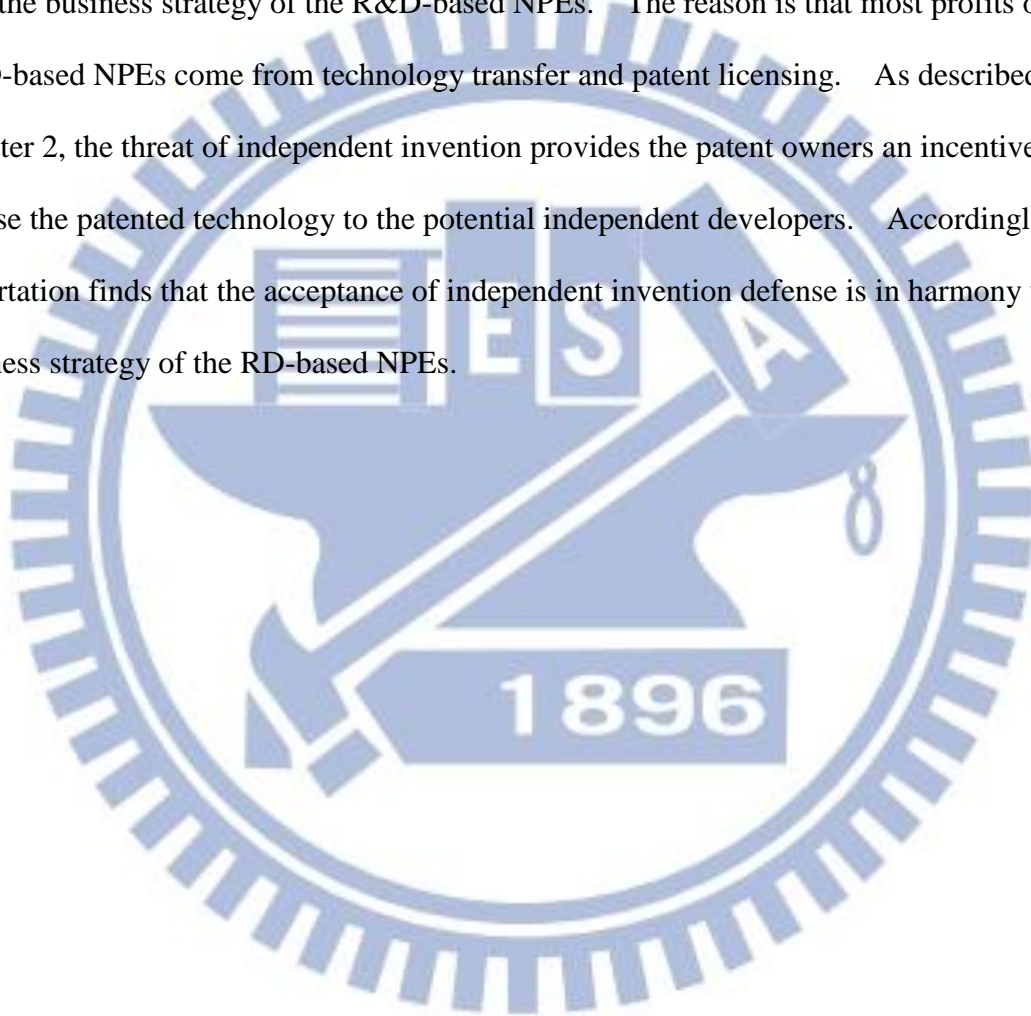 the business strategy of the R&D-based NPEs. The reason is that most profits o
D-based NPEs come from technology transfer and patent licensing. As described
ter 2, the threat of independent invention provides the patent owners an incentive
se the patented technology to the potential independent developers. Accordingl
rtation finds that the acceptance of independent invention defense is in harmony
ness strategy of the RD-based NPEs.
E S A
1896